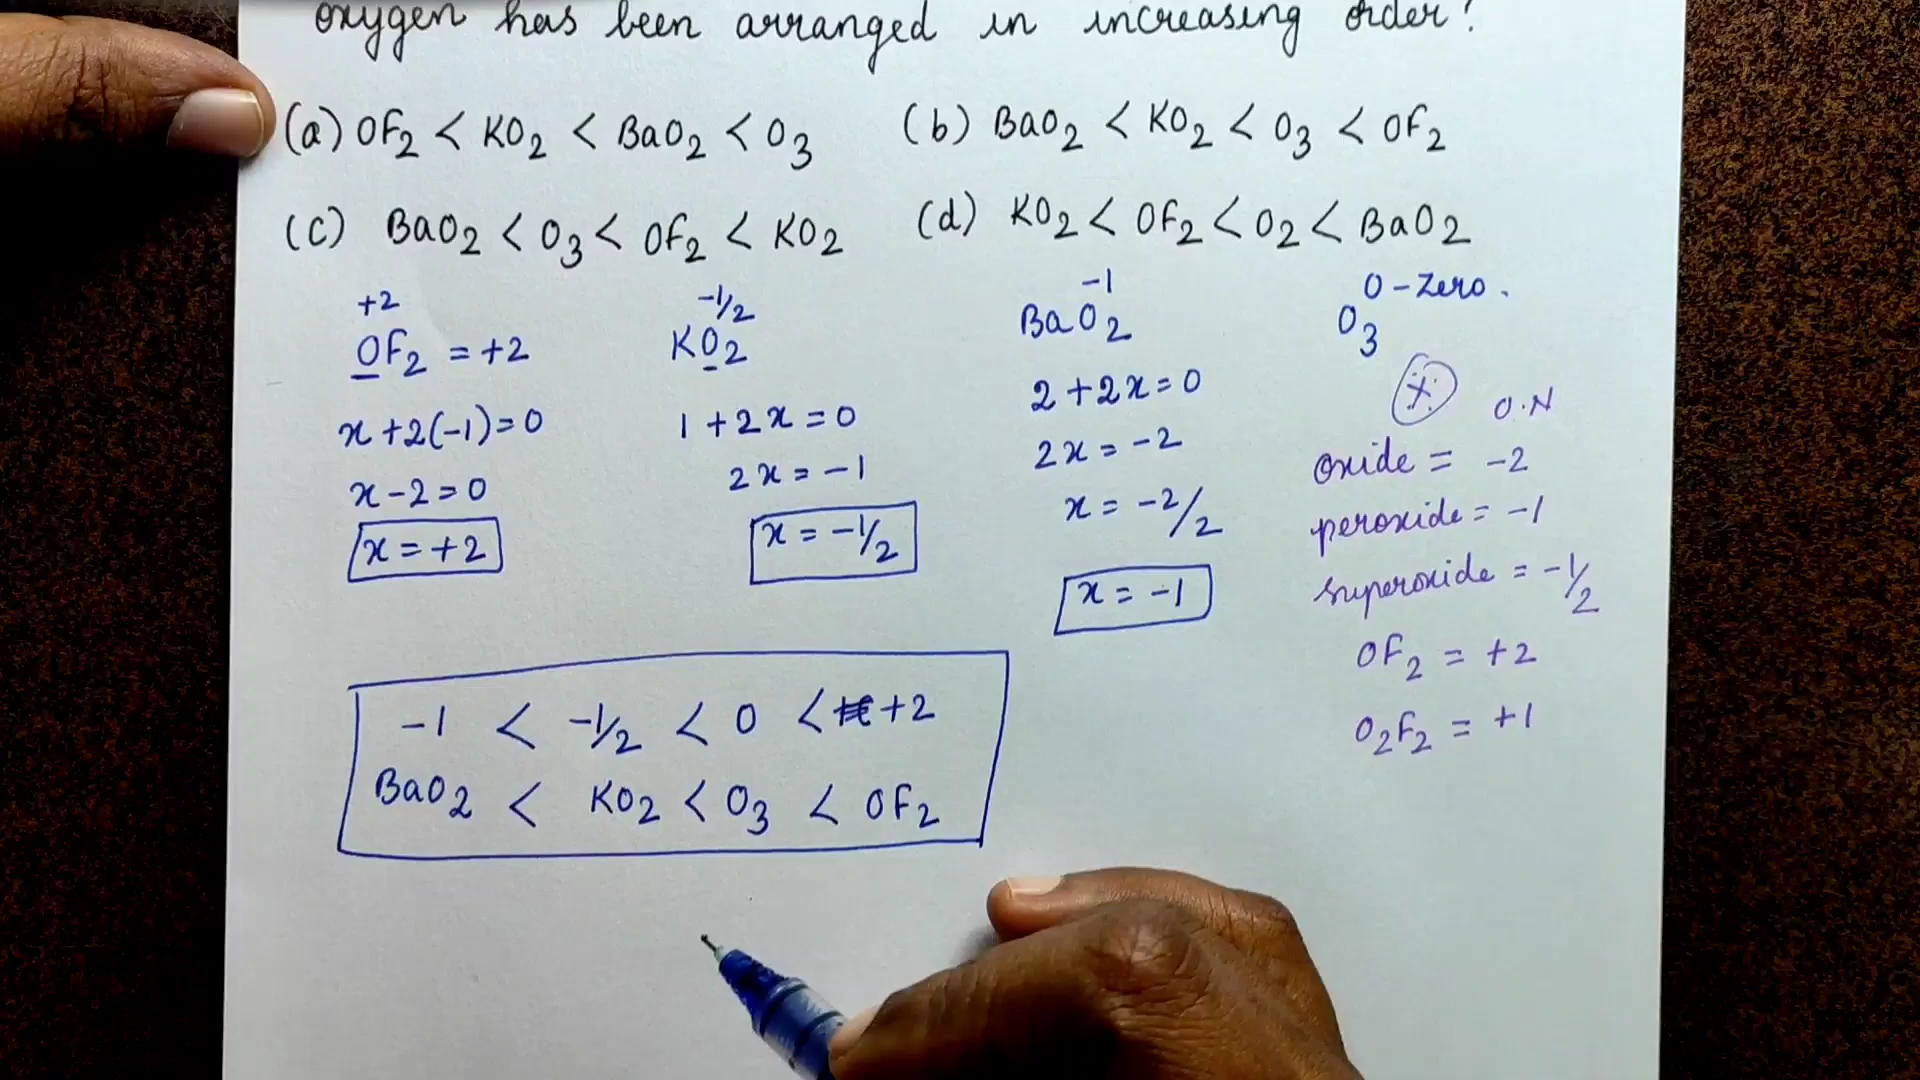 oxygen has been arranged in increasing order?
(a) OF₂ < KO₂ < BaO₂ < O₃
(b) BaO₂ < KO₂ < O₃ < OF₂
(c) BaO₂ < O₃ < OF₂ < KO₂
(d) KO₂ < OF₂ < O₂ < BaO₂
+2
OF₂ = +2
x+2(-1)=0
x-2=0
x=+2
-1/2
KO₂
1+2x=0
2x=-1
x=-1/2
-1
BaO₂
2+2x=0
2x=-2
x=-2/2
x=-1
0-Zero.
O₃
O.N
oxide = -2
peroxide = -1
superoxide = -1/2
OF₂ = +2
O₂F₂ = +1
-1 < -1/2 < 0 < +2
BaO₂ < KO₂ < O₃ < OF₂